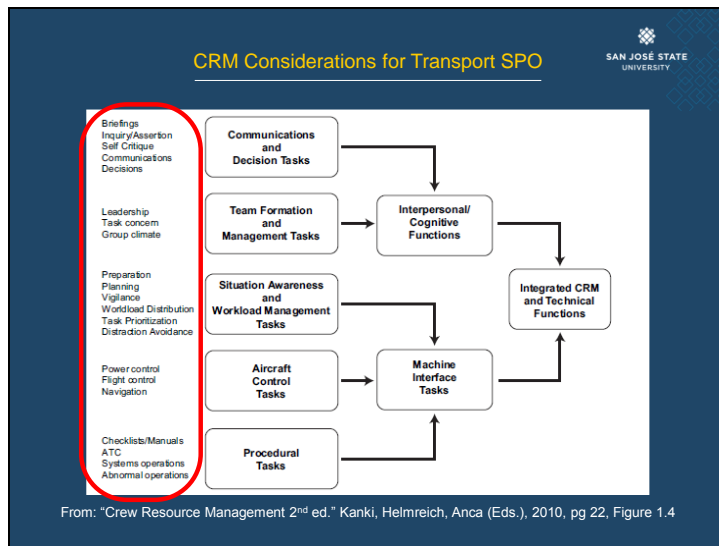 CRM Considerations for Transport SPO
SAN JOSÉ STATE
UNIVERSITY
Briefings
Inquiry/Assertion
Self Critique
Communications
Decisions
Communications
and
Decision Tasks
Leadership
Task concern
Group climate
Team Formation
and
Management Tasks
Interpersonal/
Cognitive
Functions
Preparation
Planning
Vigilance
Worldload Distribution
Task Prioritization
Distraction Avoidance
Situation Awareness
and
Workload Management
Tasks
Integrated CRM
and Technical
Functions
Power control
Flight control
Navigation
Aircraft
Control
Tasks
Machine
Interface
Tasks
Checklists/Manuals
ATC
Systems operations
Abnormal operations
Procedural
Tasks
From: “Crew Resource Management 2nd ed.” Kanki, Helmreich, Anca (Eds.), 2010, pg 22, Figure 1.4